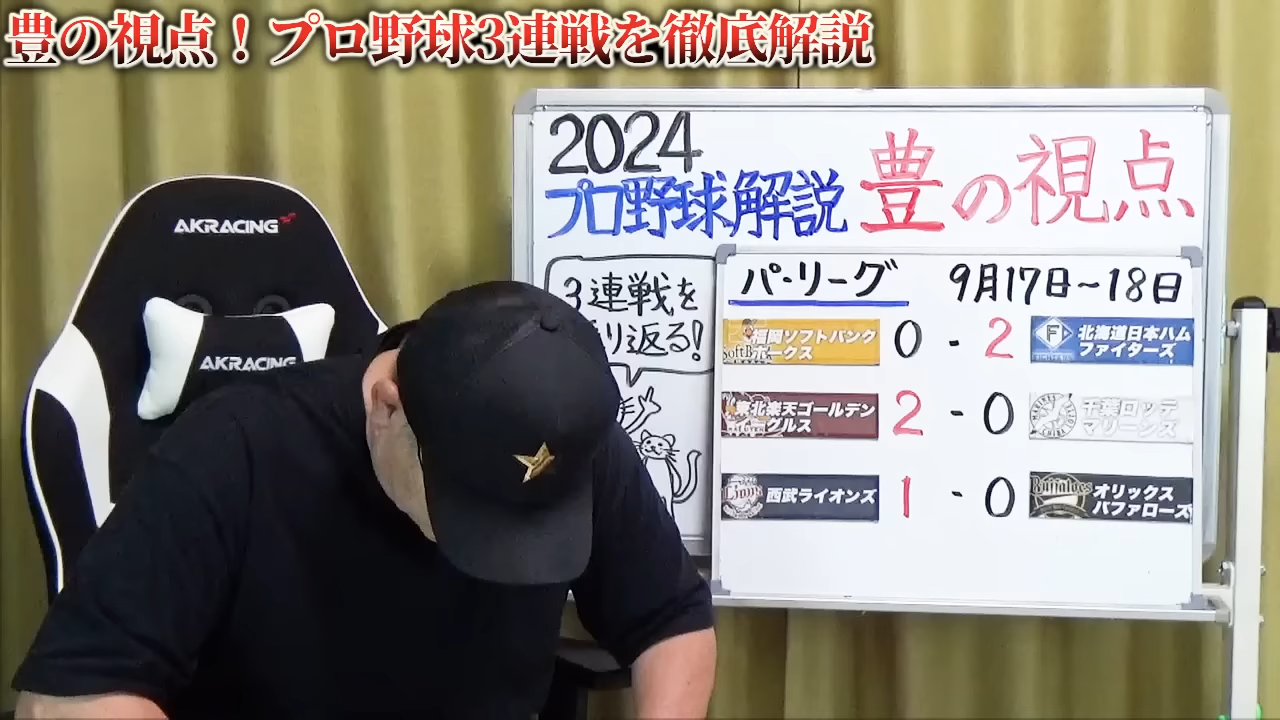 豊の視点！プロ野球3連戦を徹底解説
2024
プロ野球解説 豊の視点
3連戦を
り返る!
パ・リーグ 9月17日~18日
福岡ソフトバンク
ホークス
0 - 2
F
北海道日本ハム
ファイターズ
東北楽天ゴールデン
イーグルス
2 - 0
千葉ロッテ
マリーンズ
Lions
西武ライオンズ
1 - 0
Buffaloes
オリックス
バファローズ
AKRACING
AKRACING